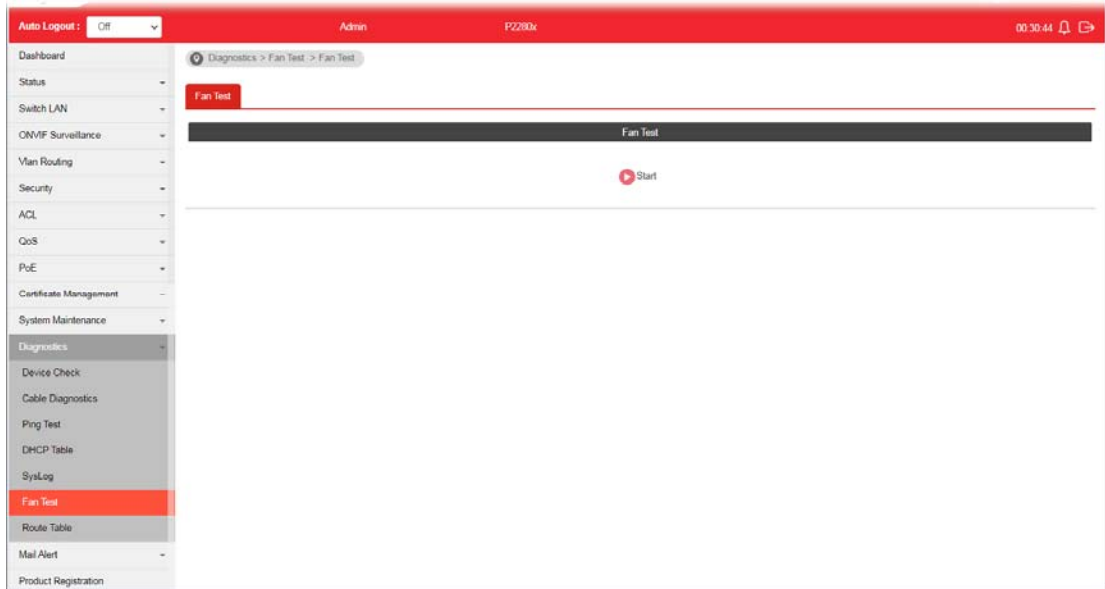 Auto Logout : Off Admin P2280x 00:30:44
Dashboard
Status
Switch LAN
ONVIF Surveillance
Vlan Routing
Security
ACL
QoS
PoE
Certificate Management
System Maintenance
Diagnostics
Device Check
Cable Diagnostics
Ping Test
DHCP Table
SysLog
Fan Test
Route Table
Mail Alert
Product Registration
Diagnostics > Fan Test > Fan Test
Fan Test
Fan Test
Start